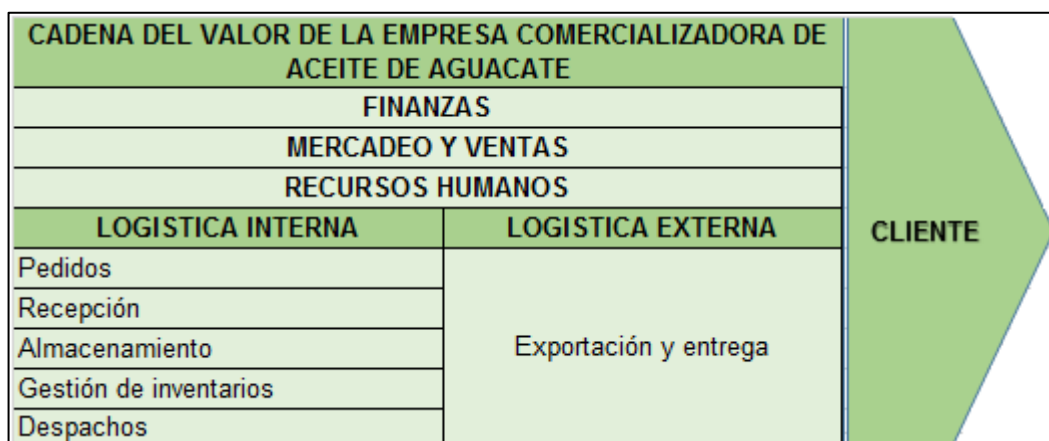 CADENA DEL VALOR DE LA EMPRESA COMERCIALIZADORA DE
ACEITE DE AGUACATE
FINANZAS
MERCADEO Y VENTAS
RECURSOS HUMANOS
LOGISTICA INTERNA
Pedidos
Recepción
Almacenamiento
Gestión de inventarios
Despachos
LOGISTICA EXTERNA
Exportación y entrega
CLIENTE